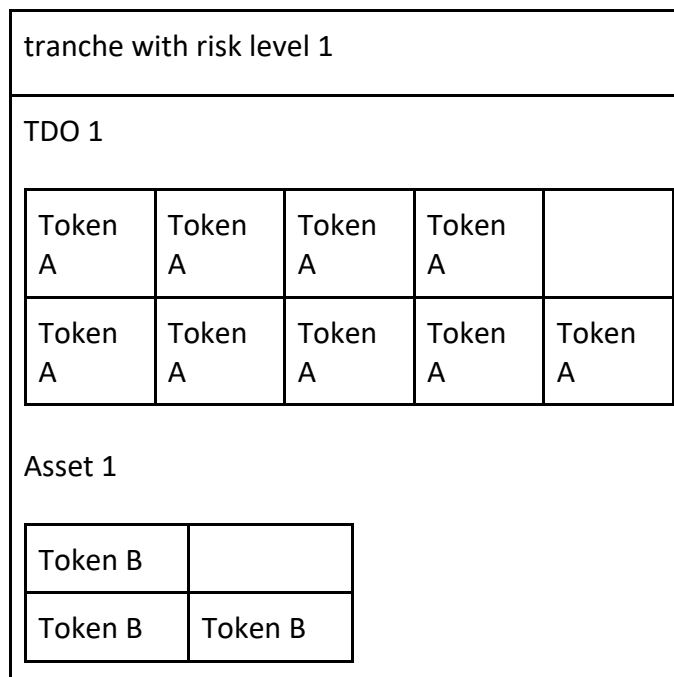 tranche with risk level 1
TDO 1
Token Token Token Token
A A A A
Token Token Token Token Token
A A A A A
Asset 1
Token B
Token B Token B